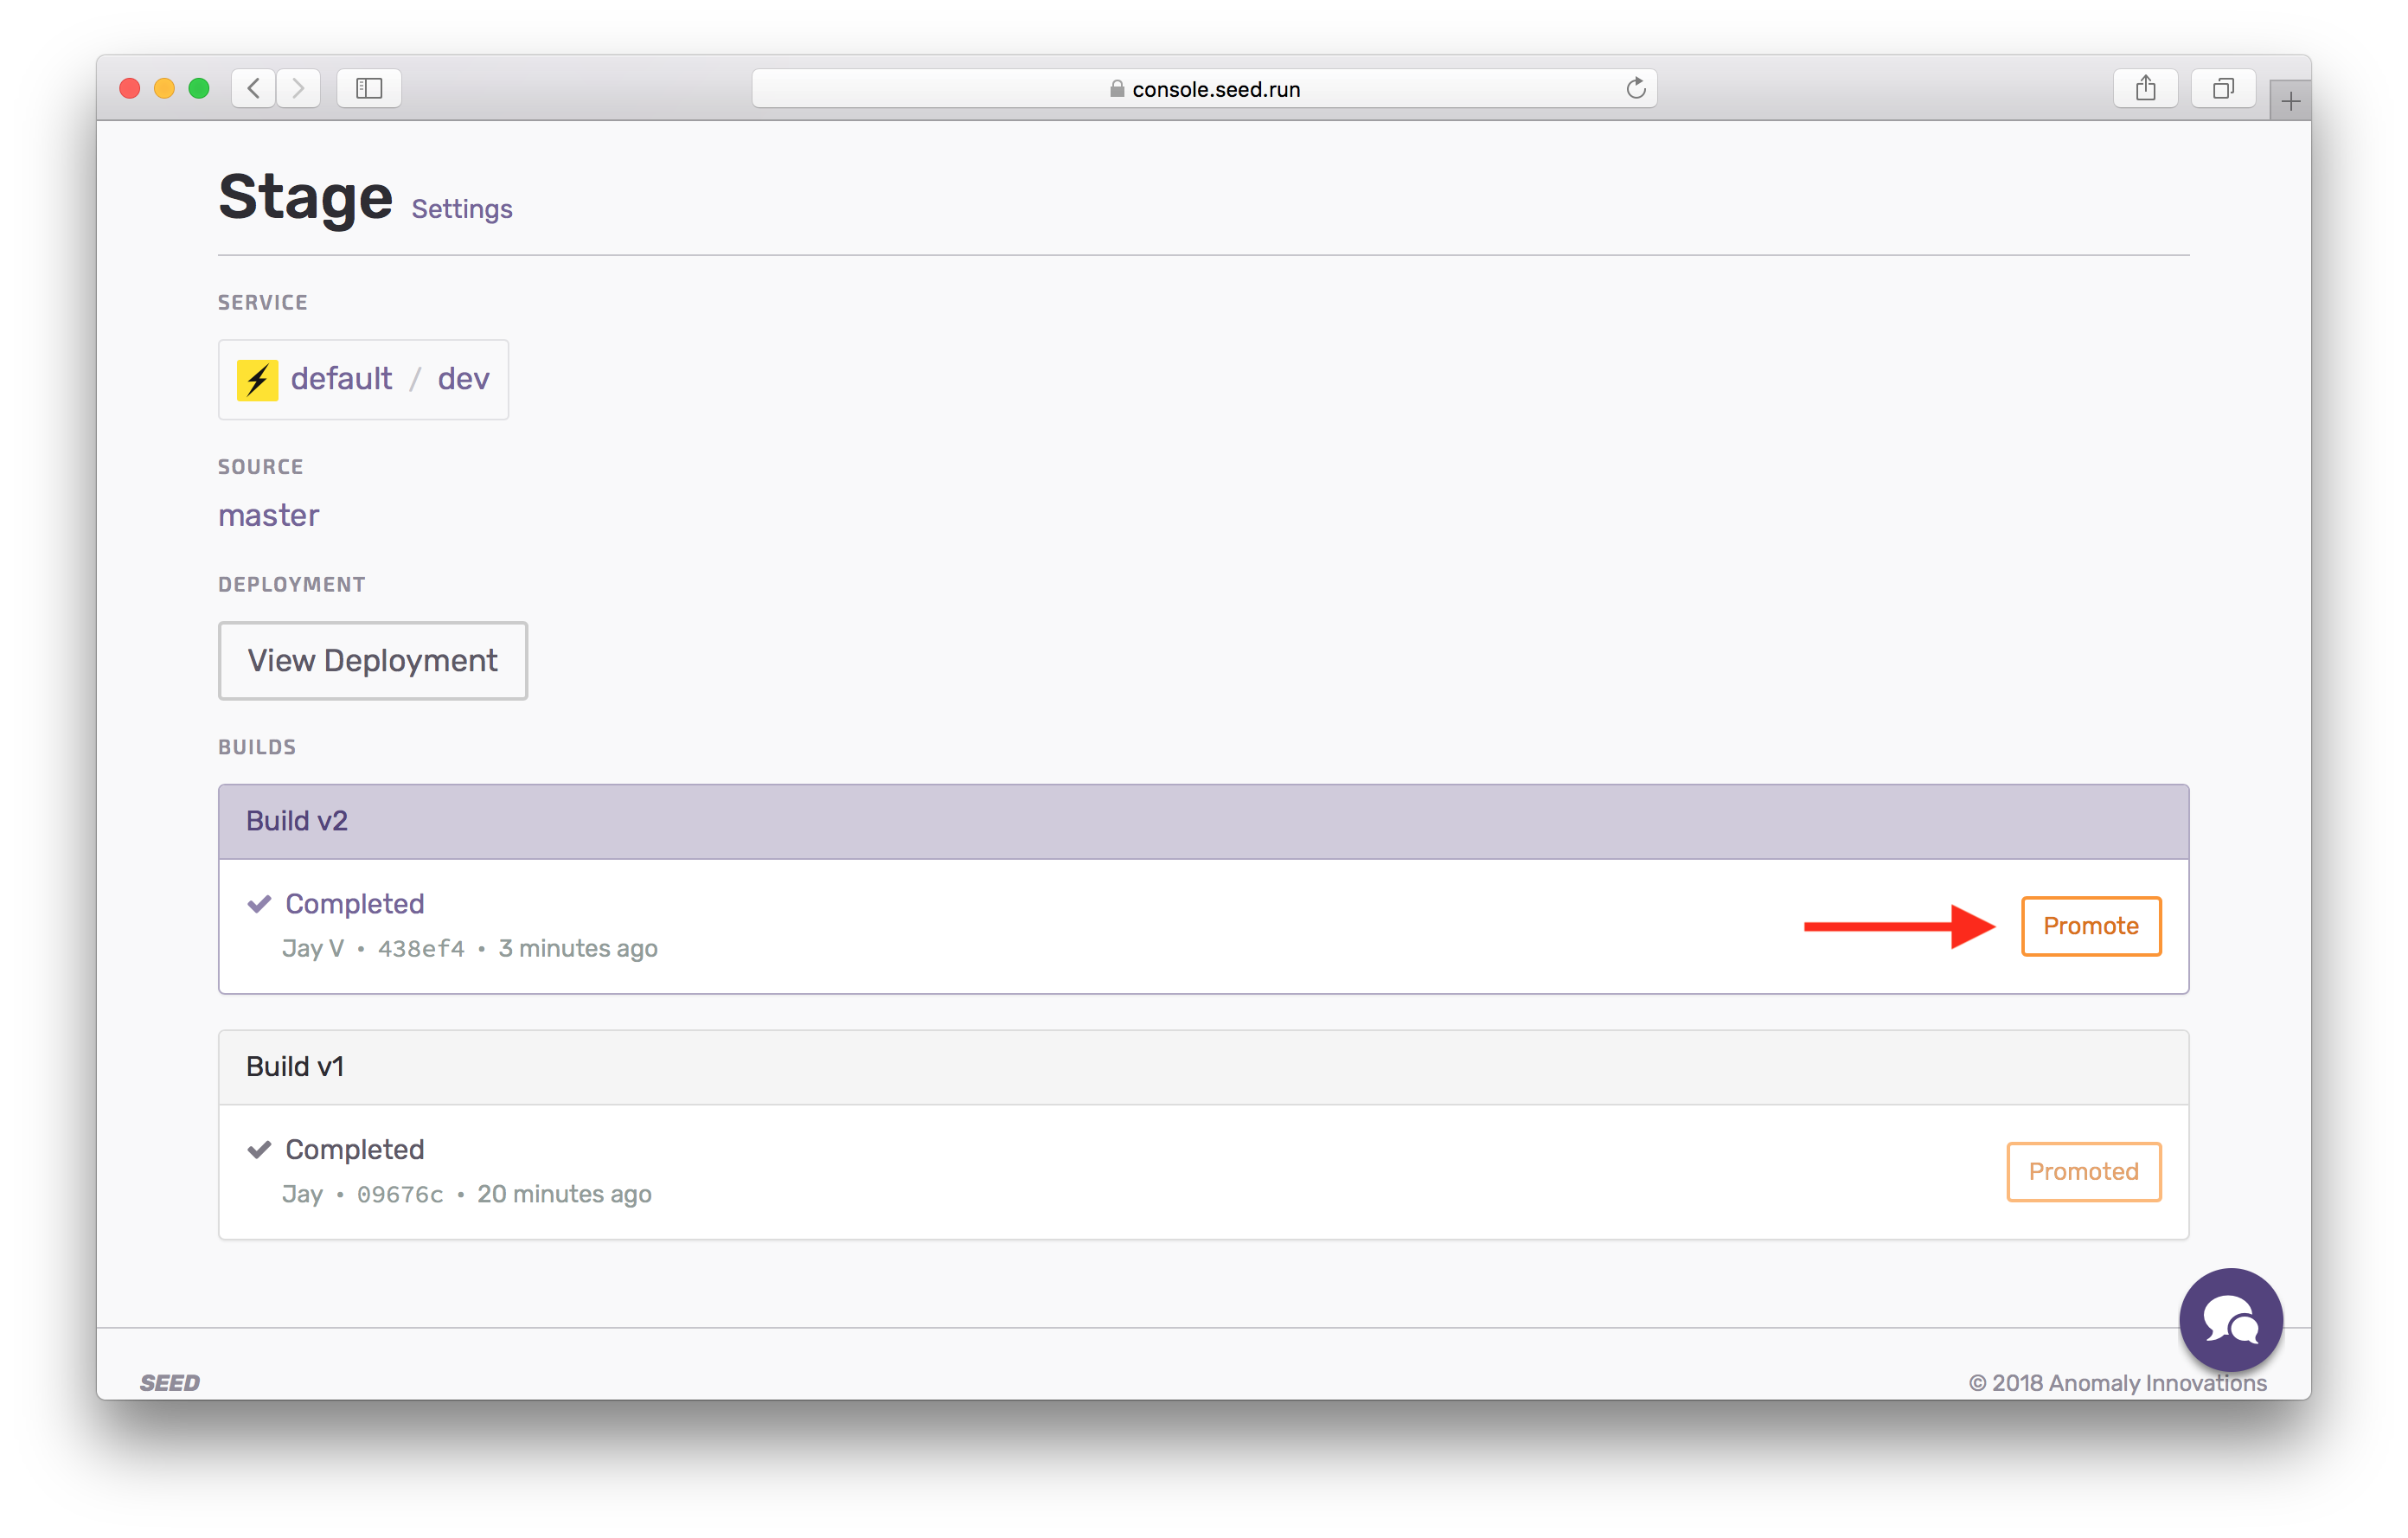 console.seed.run
Stage Settings
SERVICE
default / dev
SOURCE
master
DEPLOYMENT
View Deployment
BUILDS
Build v2
Completed
Jay V • 438ef4 • 3 minutes ago
Promote
Build v1
Completed
Jay • 09676c • 20 minutes ago
Promoted
SEED
© 2018 Anomaly Innovations